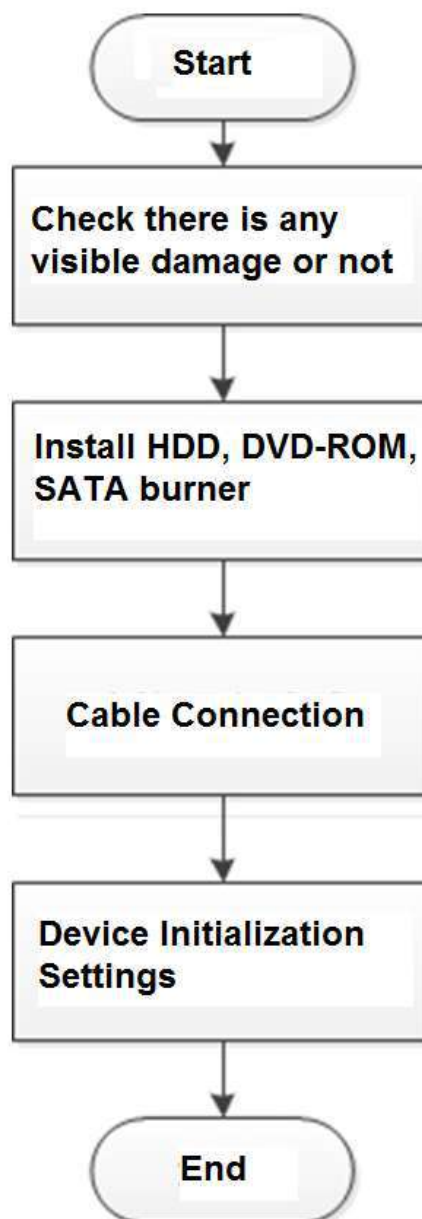 Start
Check there is any
visible damage or not
Install HDD, DVD-ROM,
SATA burner
Cable Connection
Device Initialization
Settings
End